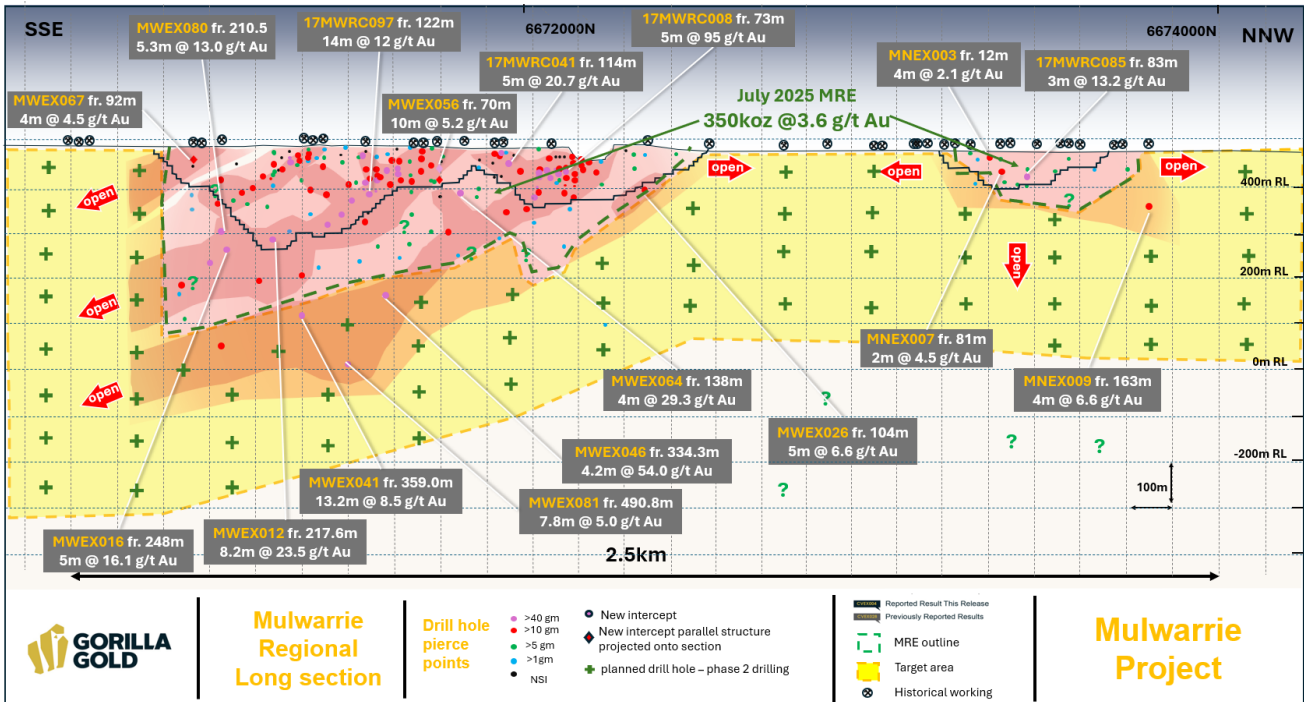 SSE
MWEX080 fr. 210.5
5.3m @ 13.0 g/t Au
17MWRC097 fr. 122m
14m @ 12 g/t Au
6672000N
17MWRC008 fr. 73m
5m @ 95 g/t Au
6674000N
NNW
17MWRC041 fr. 114m
5m @ 20.7 g/t Au
MNEX003 fr. 12m
4m @ 2.1 g/t Au
17MWRC085 fr. 83m
3m @ 13.2 g/t Au
MWEX067 fr. 92m
4m @ 4.5 g/t Au
MWEX056 fr. 70m
10m @ 5.2 g/t Au
July 2025 MRE
350koz @3.6 g/t Au
open
open
open
open
open
open
open
?
?
?
?
?
?
?
?
?
400m RL
200m RL
0m RL
-200m RL
MNEX007 fr. 81m
2m @ 4.5 g/t Au
MWEX064 fr. 138m
4m @ 29.3 g/t Au
MNEX009 fr. 163m
4m @ 6.6 g/t Au
MWEX026 fr. 104m
5m @ 6.6 g/t Au
MWEX046 fr. 334.3m
4.2m @ 54.0 g/t Au
MWEX041 fr. 359.0m
13.2m @ 8.5 g/t Au
MWEX081 fr. 490.8m
7.8m @ 5.0 g/t Au
MWEX016 fr. 248m
5m @ 16.1 g/t Au
MWEX012 fr. 217.6m
8.2m @ 23.5 g/t Au
100m
2.5km
GORILLA
GOLD
Mulwarrie
Regional
Long section
Drill hole
pierce
points
>40 gm
>10 gm
>5 gm
>1gm
NSI
New intercept
New intercept parallel structure
projected onto section
planned drill hole – phase 2 drilling
Reported Result This Release
Previously Reported Results
MRE outline
Target area
Historical working
Mulwarrie
Project